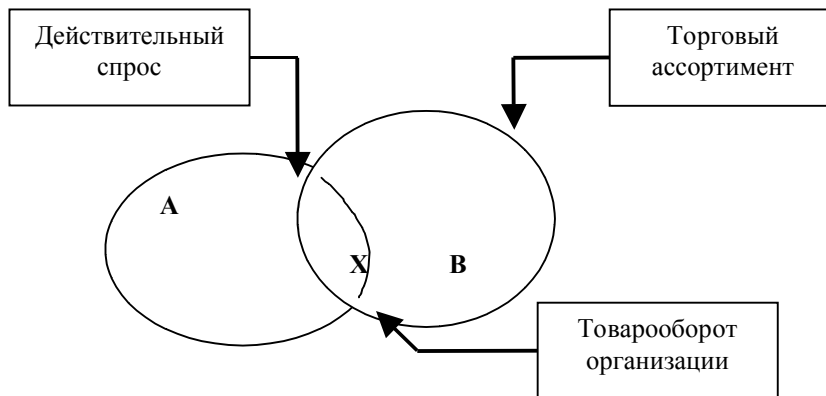 Действительный
спрос
Торговый
ассортимент
A
X
B
Товарооборот
организации